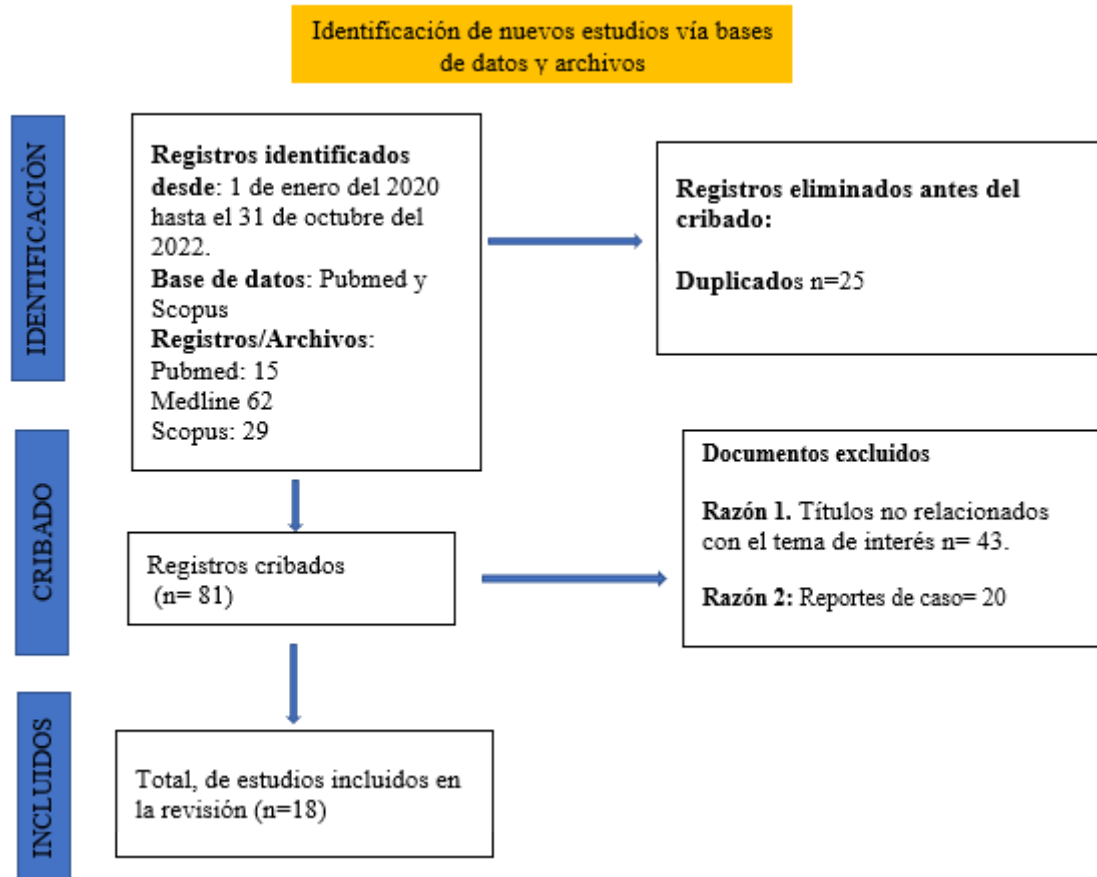 Identificación de nuevos estudios vía bases
de datos y archivos
IDENTIFICACIÒN
Registros identificados
desde: 1 de enero del 2020
hasta el 31 de octubre del
2022.
Base de datos: Pubmed y
Scopus
Registros/Archivos:
Pubmed: 15
Medline 62
Scopus: 29
Registros eliminados antes del
cribado:
Duplicados n=25
CRIBADO
Registros cribados
(n= 81)
Documentos excluidos
Razón 1. Títulos no relacionados
con el tema de interés n= 43.
Razón 2: Reportes de caso= 20
INCLUIDOS
Total, de estudios incluidos en
la revisión (n=18)